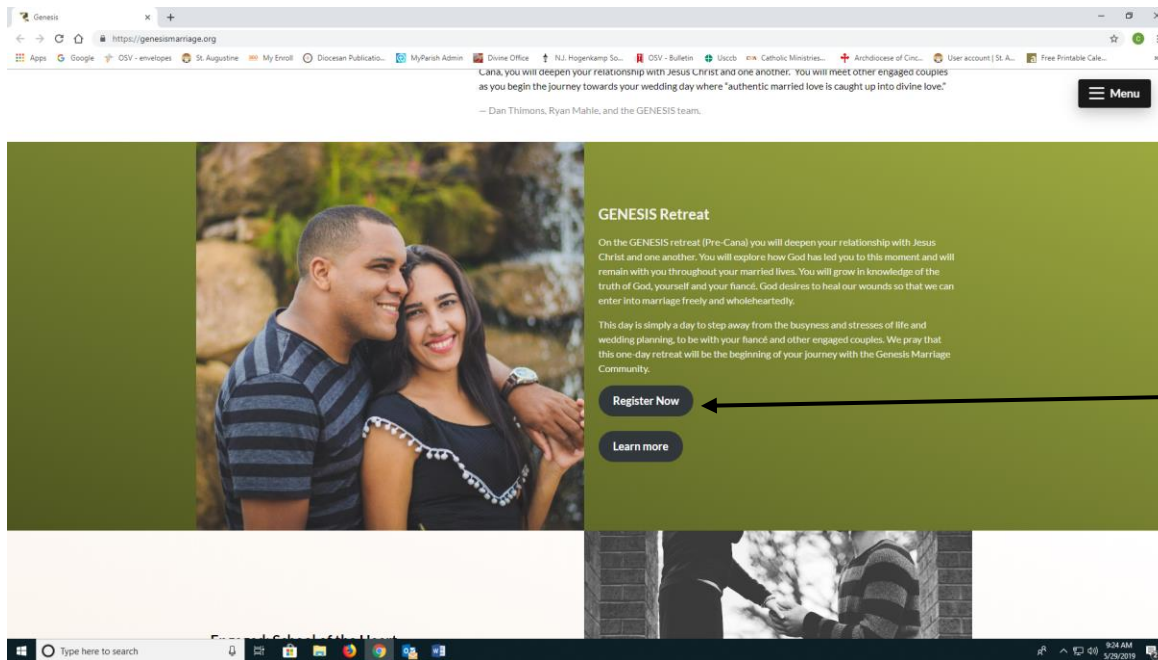 Genesis
https://genesismarriage.org
Apps Google OSV - envelopes St. Augustine My Enroll Diocesan Publicatio... MyParish Admin Divine Office N.J. Hogenkamp So... OSV - Bulletin Usccb Catholic Ministries... Archdiocese of Cinc... User account | St. A... Free Printable Cale...
Cana, you will deepen your relationship with Jesus Christ and one another. You will meet other engaged couples
as you begin the journey towards your wedding day where “authentic married love is caught up into divine love.”
Menu
— Dan Thimons, Ryan Mahle, and the GENESIS team.
GENESIS Retreat
On the GENESIS retreat (Pre-Cana) you will deepen your relationship with Jesus
Christ and one another. You will explore how God has led you to this moment and will
remain with you throughout your married lives. You will grow in knowledge of the
truth of God, yourself and your fiancé. God desires to heal our wounds so that we can
enter into marriage freely and wholeheartedly.
This day is simply a day to step away from the busyness and stresses of life and
wedding planning, to be with your fiancé and other engaged couples. We pray that
this one-day retreat will be the beginning of your journey with the Genesis Marriage
Community.
Register Now
Learn more
Engaged: School of the Heart
Type here to search
9:24 AM
5/29/2019